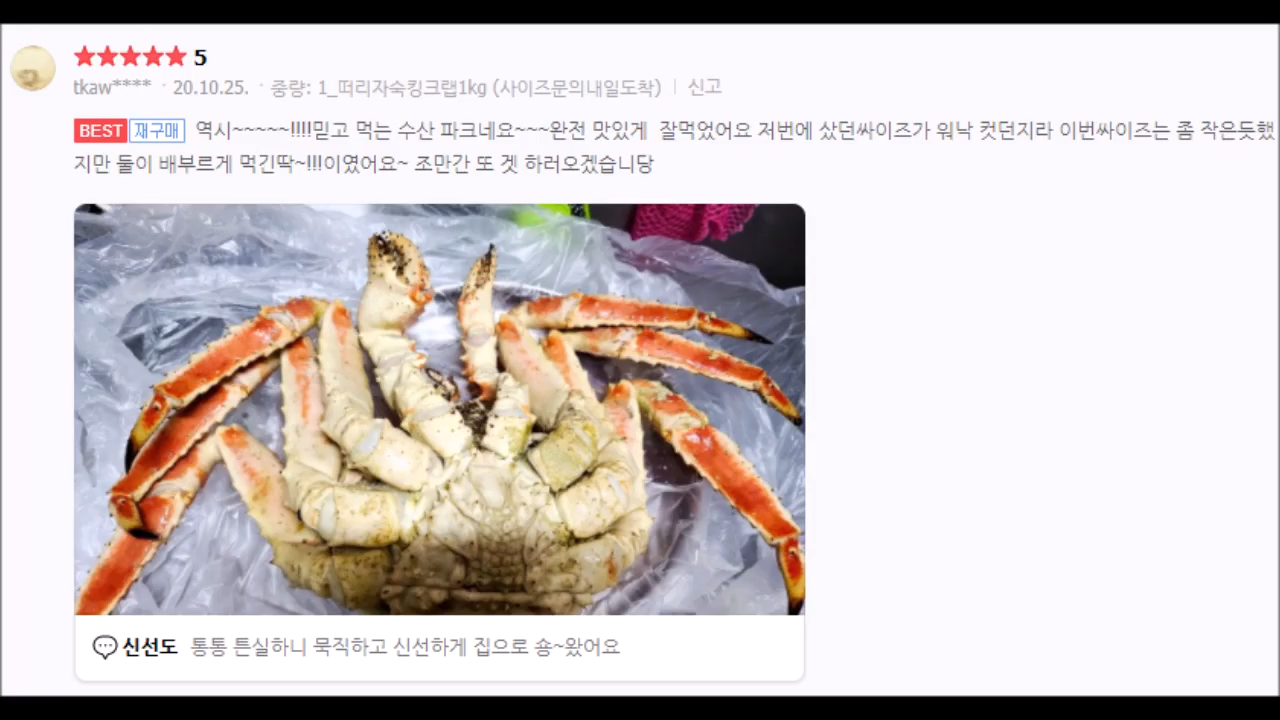 ★★★★★ 5
tkaw**** · 20.10.25. · 중량: 1_떠리자숙킹크랩1kg (사이즈문의내일도착) | 신고
BEST 재구매 역시~~~~~!!!!믿고 먹는 수산 파크네요~~~완전 맛있게 잘먹었어요 저번에 샀던싸이즈가 워낙 컷던지라 이번싸이즈는 좀 작은듯했
지만 둘이 배부르게 먹긴딱~!!!이였어요~ 조만간 또 겟 하러오겠습니당
신선도 통통 튼실하니 묵직하고 신선하게 집으로 숑~왔어요